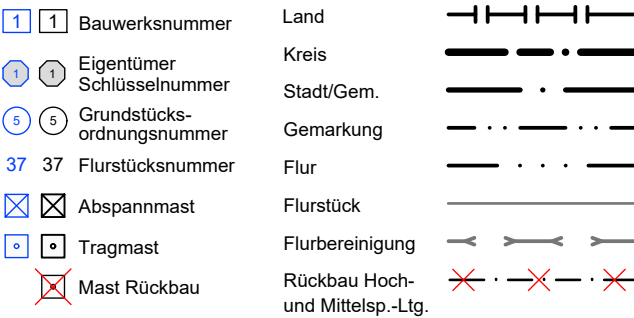 1 1 Bauwerksnummer
1 1 Eigentümer
Schlüsselnummer
5 5 Grundstücks-
ordnungsnummer
37 37 Flurstücksnummer
Abspannmast
Tragmast
Mast Rückbau
Land
Kreis
Stadt/Gem.
Gemarkung
Flur
Flurstück
Flurbereinigung
Rückbau Hoch-
und Mittelsp.-Ltg.